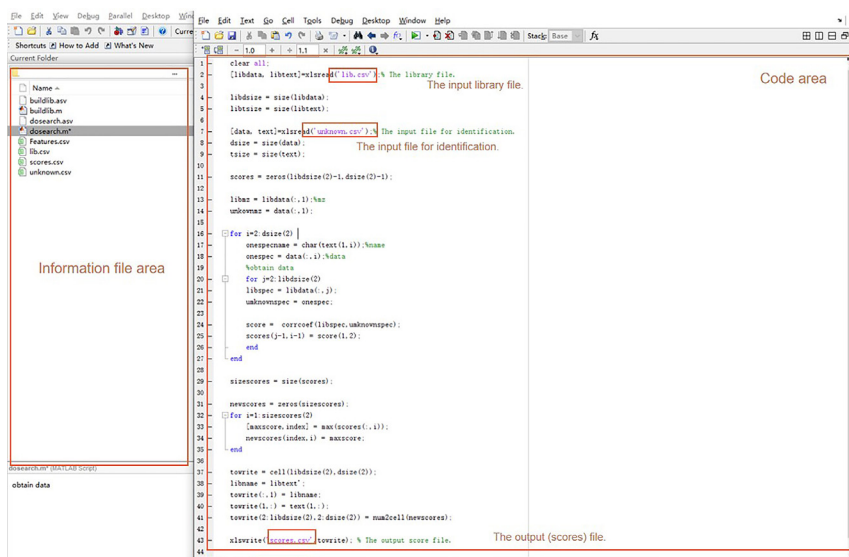 File Edit View Debug Parallel Desktop Win
Curre
Shortcuts How to Add What's New
Current Folder
Name
buildlib.asv
buildlib.m
dosearch.asv
dosearch.m*
Features.csv
lib.csv
scores.csv
unknown.csv
Information file area
dosearch.m* (MATLAB Script)
obtain data
File Edit Text Go Cell Tools Debug Desktop Window Help
Stack: Base fx
1.0 1.1
1 clear all;
2 [libdata, libtext]=xlsread('lib.csv');% The library file.
The input library file.
Code area
3
4 libdsize = size(libdata);
5 libtsize = size(libtext);
6
7 [data, text]=xlsread('unknown.csv');% The input file for identification.
8 dsize = size(data);
The input file for identification.
9 tsize = size(text);
10
11 scores = zeros(libdsize(2)-1,dsize(2)-1);
12
13 libmz = libdata(:,1);%mz
14 unkovnmz = data(:,1);
15
16 for i=2:dsize(2)
17 onespecname = char(text(1,i));%name
18 onespec = data(:,i);%data
19 %obtain data
20 for j=2:libdsize(2)
21 libspec = libdata(:,j);
22 umknownspec = onespec;
23
24 score = corrcoef(libspec,umknownspec);
25 scores(j-1,i-1) = score(1,2);
26 end
27 end
28
29 sizescores = size(scores);
30
31 newscores = zeros(sizescores);
32 for i=1:sizescores(2)
33 [maxscore,index] = max(scores(:,i));
34 newscores(index,i) = maxscore;
35 end
36
37 towrite = cell(libdsize(2),dsize(2));
38 libname = libtext';
39 towrite(:,1) = libname;
40 towrite(1,:) = text(1,:);
41 towrite(2:libdsize(2),2:dsize(2)) = num2cell(newscores);
42
43 xlswrite('scores.csv',towrite); % The output score file.
The output (scores) file.
44